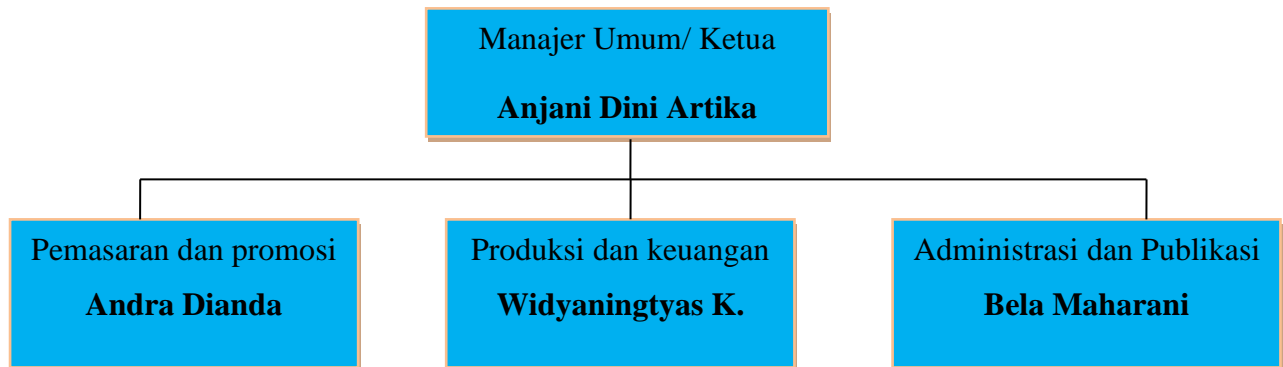 Manajer Umum/ Ketua
Anjani Dini Artika
Pemasaran dan promosi
Andra Dianda
Produksi dan keuangan
Widyaningtyas K.
Administrasi dan Publikasi
Bela Maharani